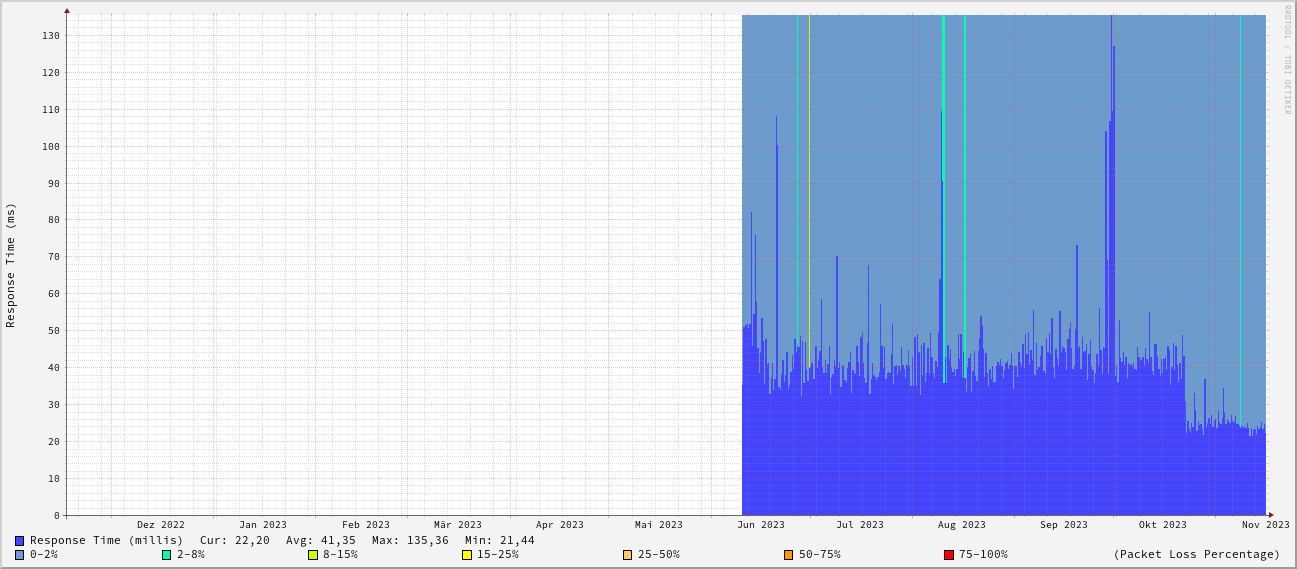 RRDTOOL / TOBI OETIKER
Response Time (ms)
130
120
110
100
90
80
70
60
50
40
30
20
10
0
Dez 2022 Jan 2023 Feb 2023 Mär 2023 Apr 2023 Mai 2023 Jun 2023 Jul 2023 Aug 2023 Sep 2023 Okt 2023 Nov 2023
Response Time (millis) Cur: 22,20 Avg: 41,35 Max: 135,36 Min: 21,44
0-2% 2-8% 8-15% 15-25% 25-50% 50-75% 75-100% (Packet Loss Percentage)